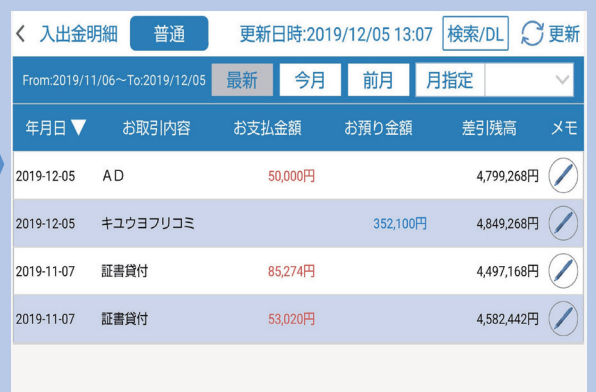 入出金明細 普通 更新日時:2019/12/05 13:07 検索/DL 更新
From:2019/11/06～To:2019/12/05 最新 今月 前月 月指定
年月日▼ お取引内容 お支払金額 お預り金額 差引残高 メモ
2019-12-05 ＡＤ 50,000円 4,799,268円
2019-12-05 キユウヨフリコミ 352,100円 4,849,268円
2019-11-07 証書貸付 85,274円 4,497,168円
2019-11-07 証書貸付 53,020円 4,582,442円